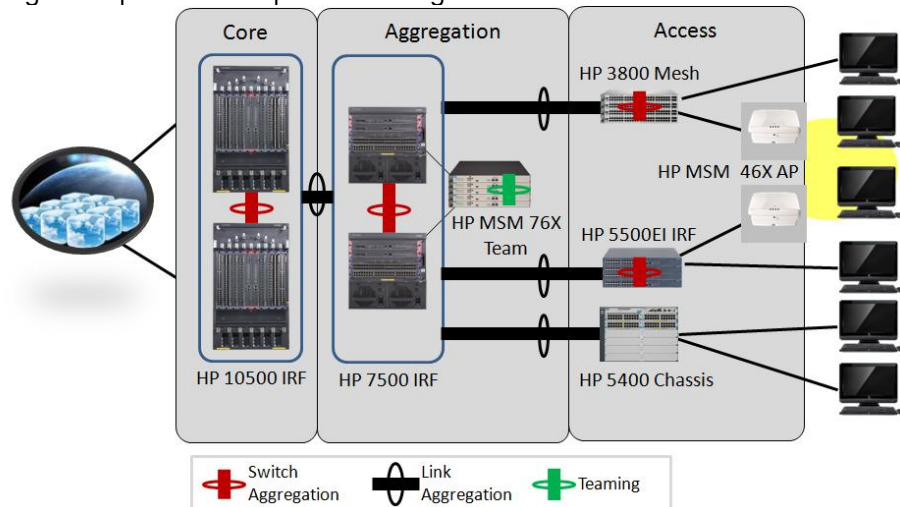 Core
Aggregation
Access
HP 3800 Mesh
HP MSM 46X AP
HP MSM 76X
Team
HP 5500EI IRF
HP 10500 IRF
HP 7500 IRF
HP 5400 Chassis
Switch
Aggregation
Link
Aggregation
Teaming